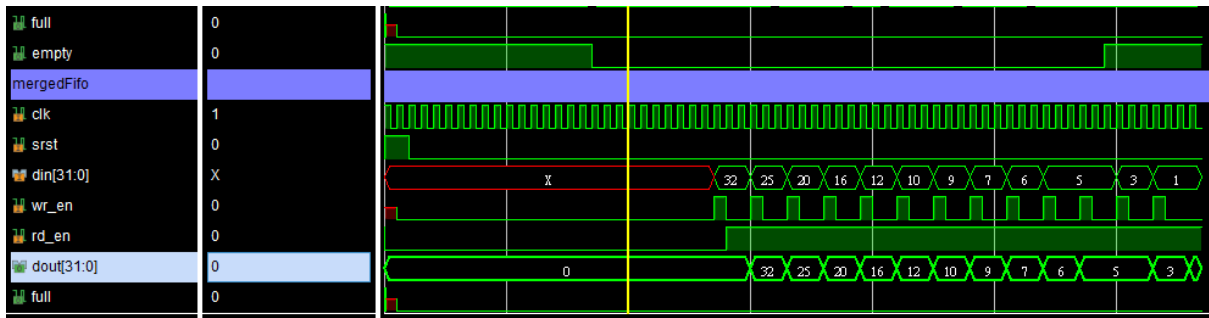 full 0
empty 0
mergedFifo
clk 1
srst 0
din[31:0] X X 32 25 20 16 12 10 9 7 6 5 3 1
wr_en 0
rd_en 0
dout[31:0] 0 0 32 25 20 16 12 10 9 7 6 5 3
full 0